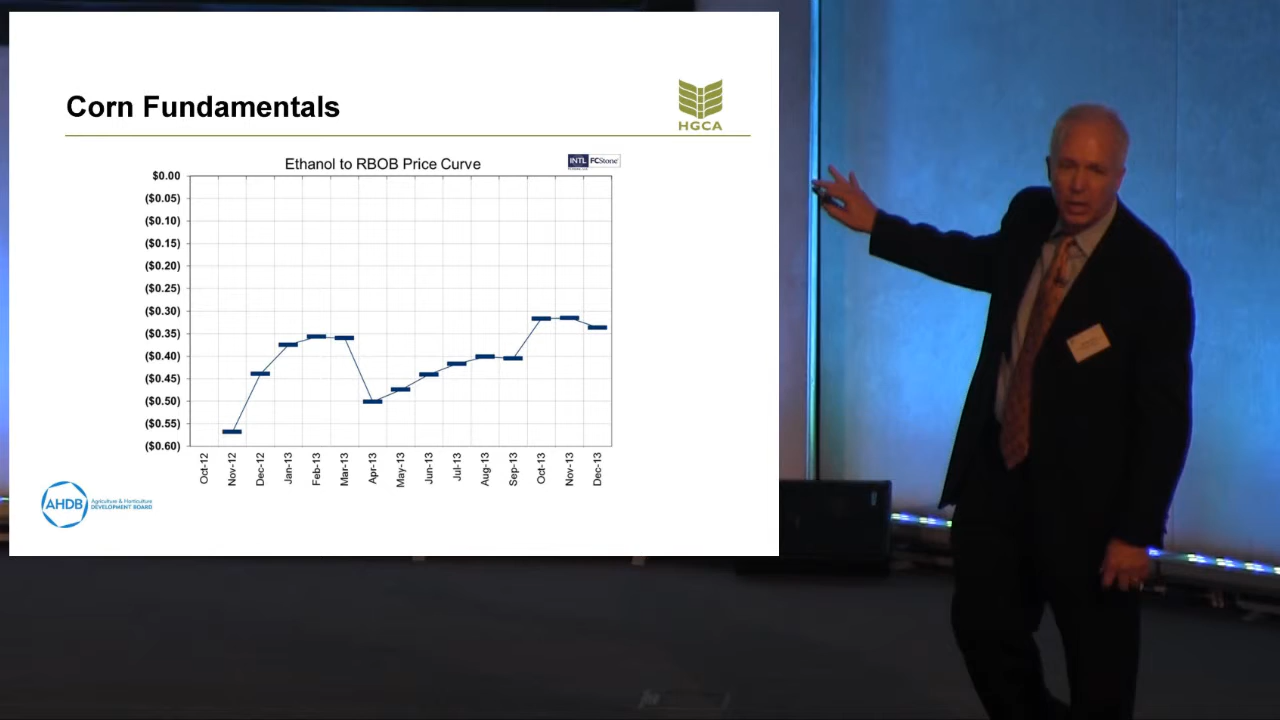 Corn Fundamentals
HGCA
Ethanol to RBOB Price Curve
INTL FCStone
$0.00
($0.05)
($0.10)
($0.15)
($0.20)
($0.25)
($0.30)
($0.35)
($0.40)
($0.45)
($0.50)
($0.55)
($0.60)
Oct-12
Nov-12
Dec-12
Jan-13
Feb-13
Mar-13
Apr-13
May-13
Jun-13
Jul-13
Aug-13
Sep-13
Oct-13
Nov-13
Dec-13
AHDB
Agriculture & Horticulture
DEVELOPMENT BOARD